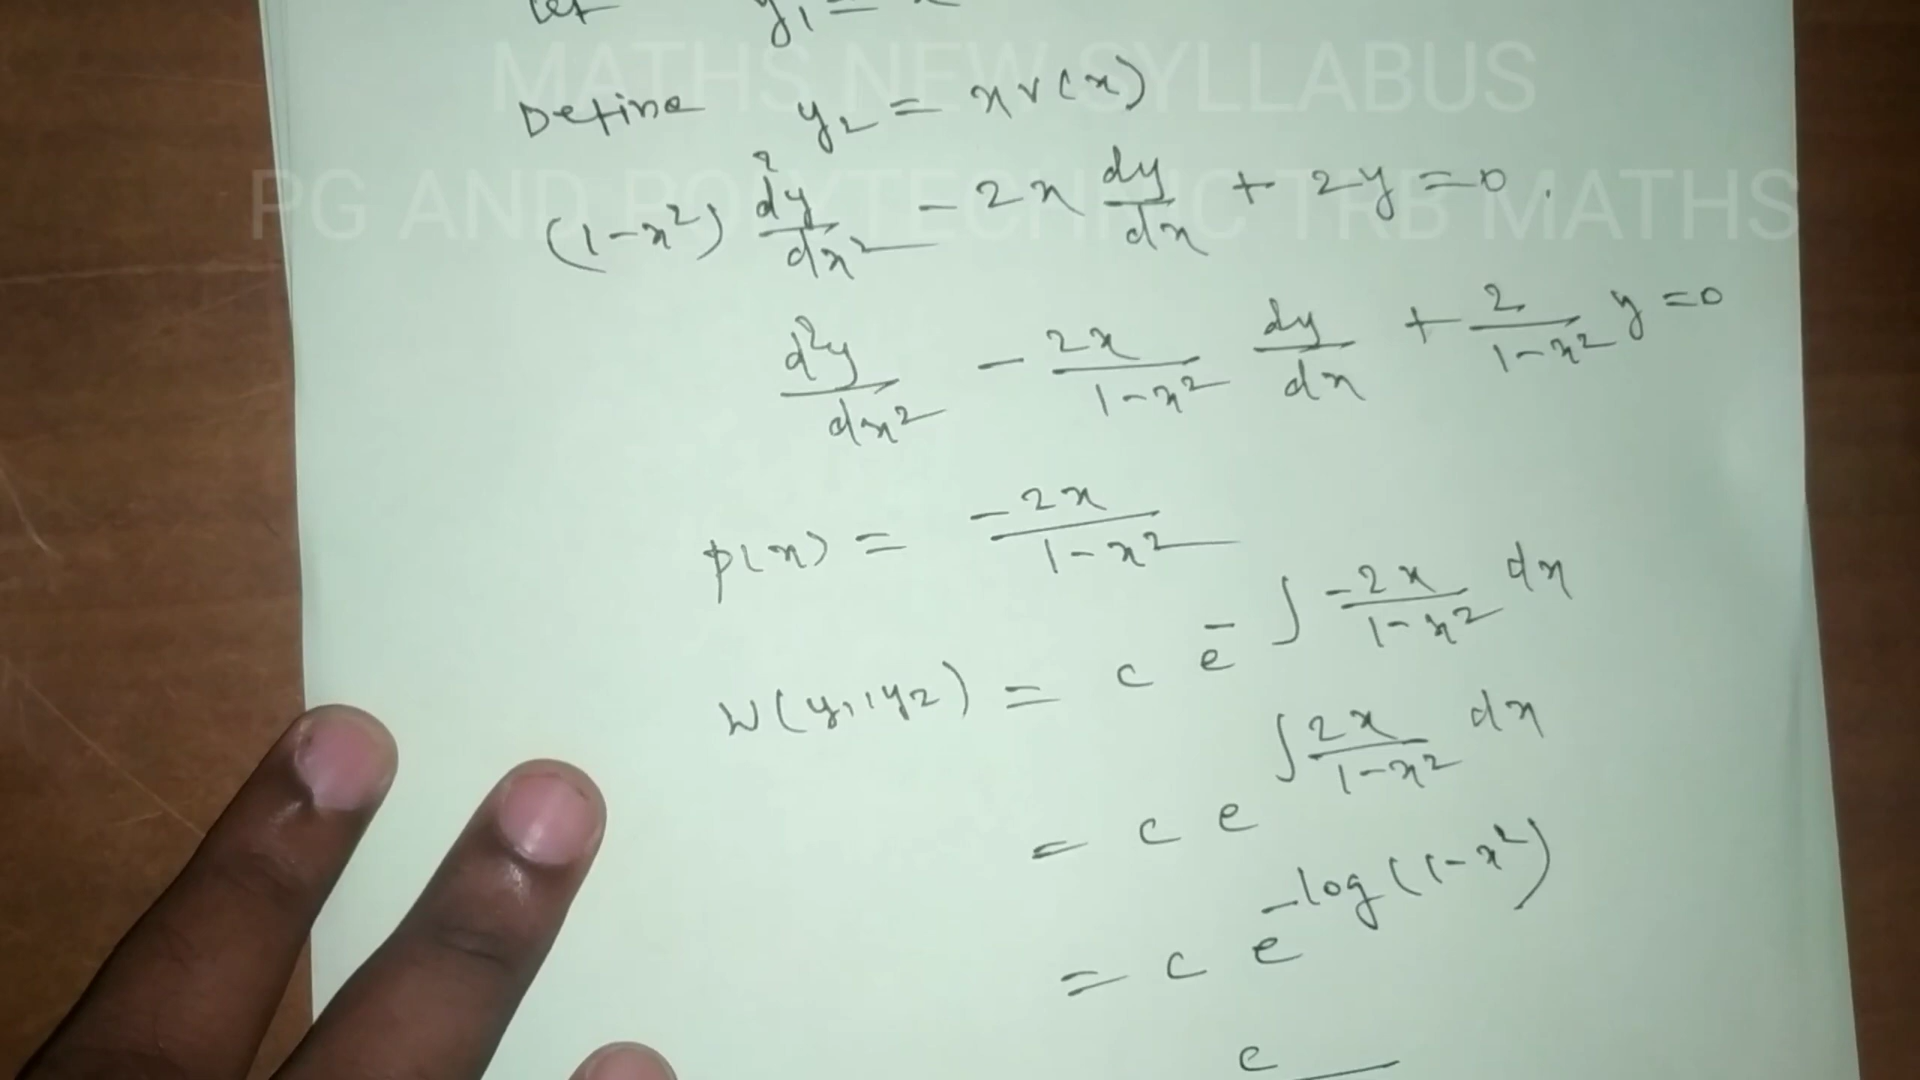 Let y₁ =
MATHS NEW SYLLABUS
Define y₂ = x v(x)
PG AND POLYTECHNIC TRB MATHS
(1-x²) d²y/dx² - 2x dy/dx + 2y = 0.
d²y/dx² - 2x/(1-x²) dy/dx + 2/(1-x²) y = 0
p(x) = -2x/(1-x²)
W(y₁,y₂) = c e^(-∫ -2x/(1-x²) dx)
= c e^(∫ 2x/(1-x²) dx)
= c e^(-log(1-x²))
c